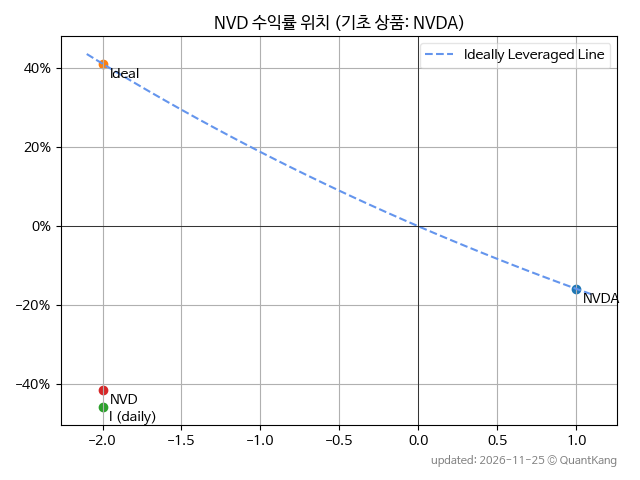 NVD 수익률 위치 (기초 상품: NVDA)
Ideally Leveraged Line
40%
Ideal
20%
0%
−20%
NVDA
−40%
NVD
I (daily)
−2.0 −1.5 −1.0 −0.5 0.0 0.5 1.0
updated: 2026-11-25 © QuantKang